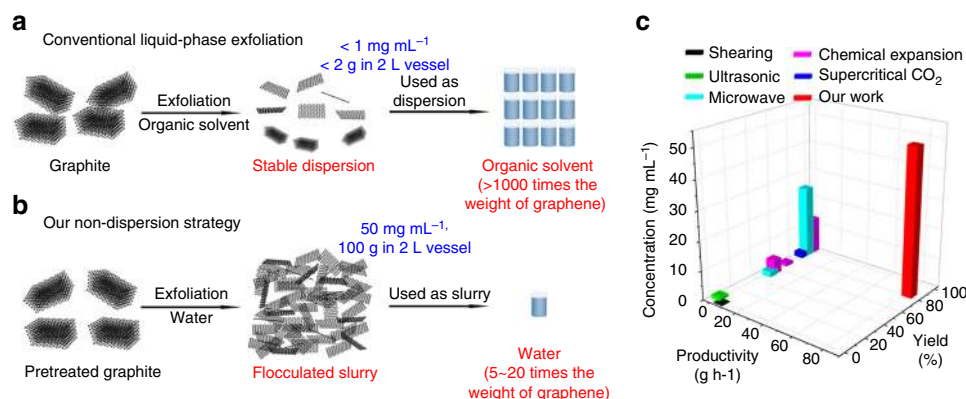 a
Conventional liquid-phase exfoliation
Graphite
Exfoliation
Organic solvent
< 1 mg mL⁻¹
< 2 g in 2 L vessel
Stable dispersion
Used as
dispersion
Organic solvent
(>1000 times the
weight of graphene)
b
Our non-dispersion strategy
Pretreated graphite
Exfoliation
Water
50 mg mL⁻¹,
100 g in 2 L vessel
Flocculated slurry
Used as slurry
Water
(5~20 times the
weight of graphene)
c
Shearing
Ultrasonic
Microwave
Chemical expansion
Supercritical CO₂
Our work
Concentration (mg mL⁻¹)
50
40
30
20
10
0
0
20
40
60
80
Productivity
(g h-1)
0
20
40
60
80
100
Yield
(%)